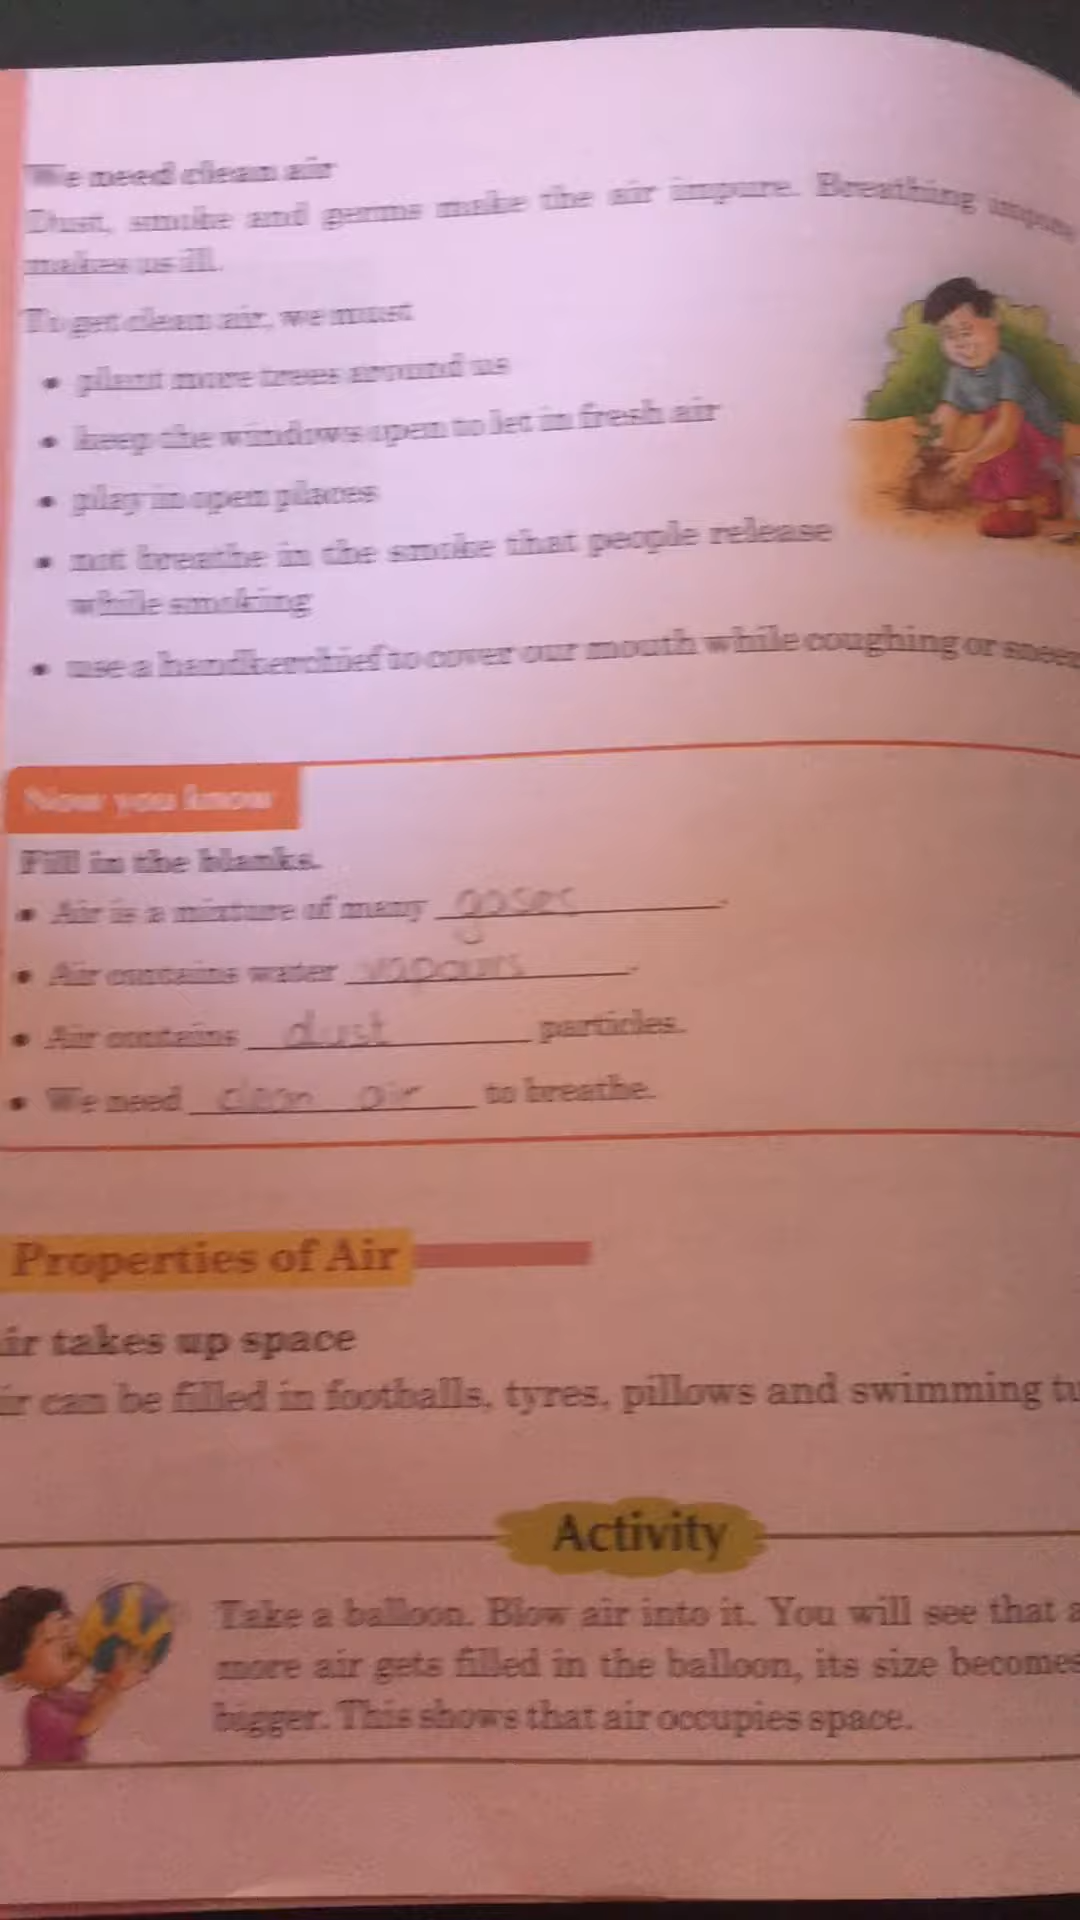 We need clean air
Dust, smoke and germs make the air impure. Breathing impure
makes us ill.
To get clean air, we must
• plant more trees around us
• keep the windows open to let in fresh air
• play in open places
• not breathe in the smoke that people release
while smoking
• use a handkerchief to cover our mouth while coughing or sneez
Now you know
Fill in the blanks.
• Air is a mixture of many gases.
• Air contains water vapours.
• Air contains dust particles.
• We need clean air to breathe.
Properties of Air
ir takes up space
ir can be filled in footballs, tyres, pillows and swimming tu
Activity
Take a balloon. Blow air into it. You will see that a
more air gets filled in the balloon, its size becomes
bigger. This shows that air occupies space.